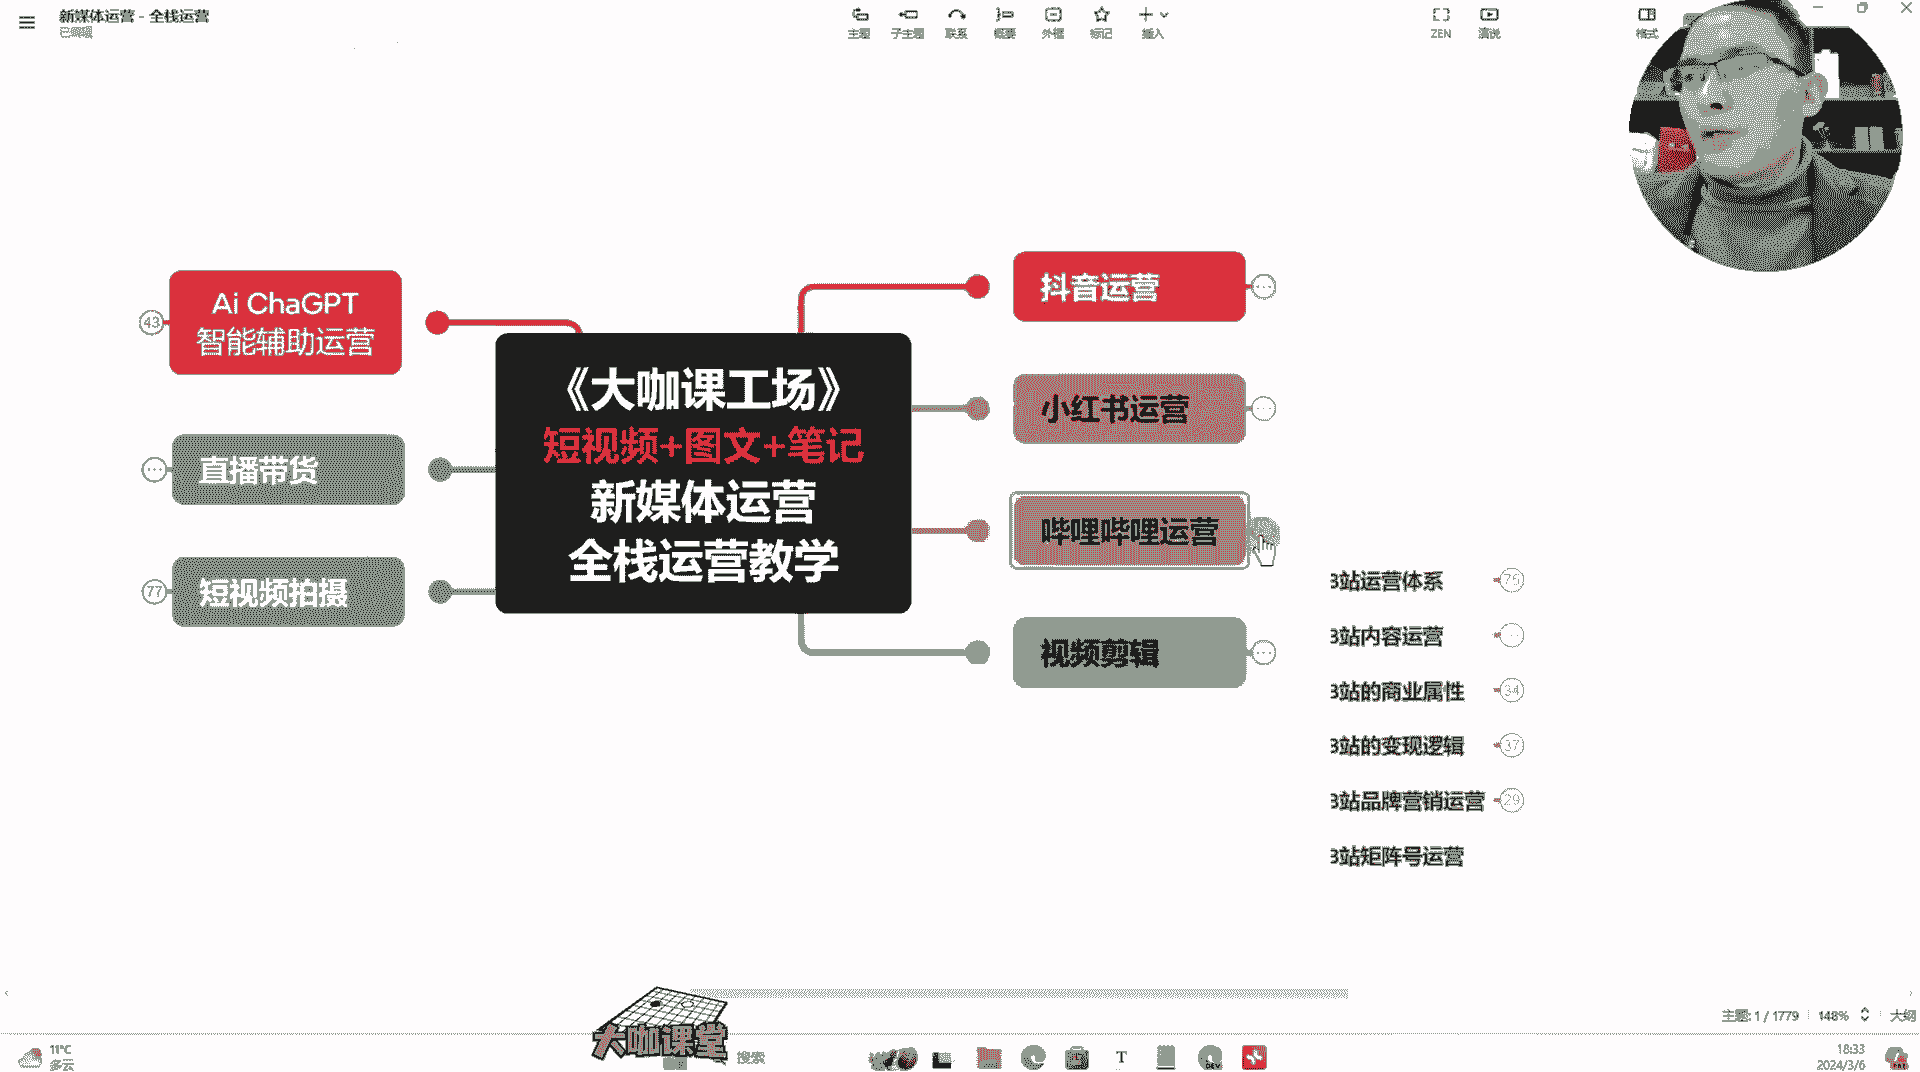 新媒体运营 - 全栈运营
已编辑
主题
子主题
联系
概要
外框
标记
插入
ZEN
演说
格式
Ai ChaGPT
智能辅助运营
43
直播带货
短视频拍摄
77
《大咖课工场》
短视频+图文+笔记
新媒体运营
全栈运营教学
抖音运营
小红书运营
哔哩哔哩运营
视频剪辑
B站运营体系
76
B站内容运营
B站的商业属性
34
B站的变现逻辑
37
B站品牌营销运营
29
B站矩阵号运营
主题: 1 / 1779
148%
大纲
11°C
多云
大咖课堂
搜索
T
DEV
18:33
2024/3/6